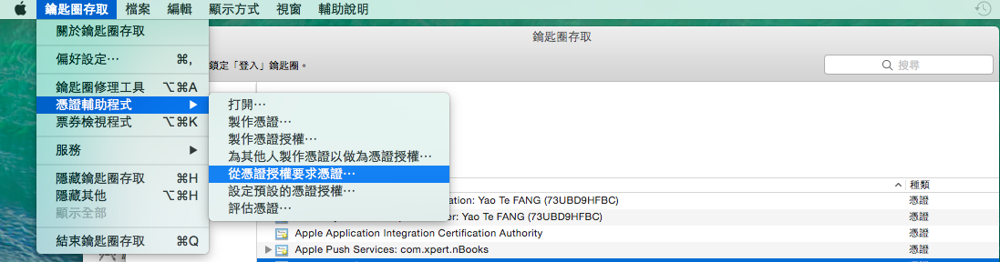 鑰匙圈存取 檔案 編輯 顯示方式 視窗 輔助說明
關於鑰匙圈存取
偏好設定… ⌘,
鑰匙圈修理工具 ⌥⌘A
憑證輔助程式 ▶
票券檢視程式 ⌥⌘K
服務 ▶
隱藏鑰匙圈存取 ⌘H
隱藏其他 ⌥⌘H
顯示全部
結束鑰匙圈存取 ⌘Q
打開…
製作憑證…
製作憑證授權…
為其他人製作憑證以做為憑證授權…
從憑證授權要求憑證…
設定預設的憑證授權…
評估憑證…
鑰匙圈存取
鎖定「登入」鑰匙圈。
搜尋
種類
Yao Te FANG (73UBD9HFBC) 憑證
Yao Te FANG (73UBD9HFBC) 憑證
Apple Application Integration Certification Authority 憑證
Apple Push Services: com.xpert.nBooks 憑證